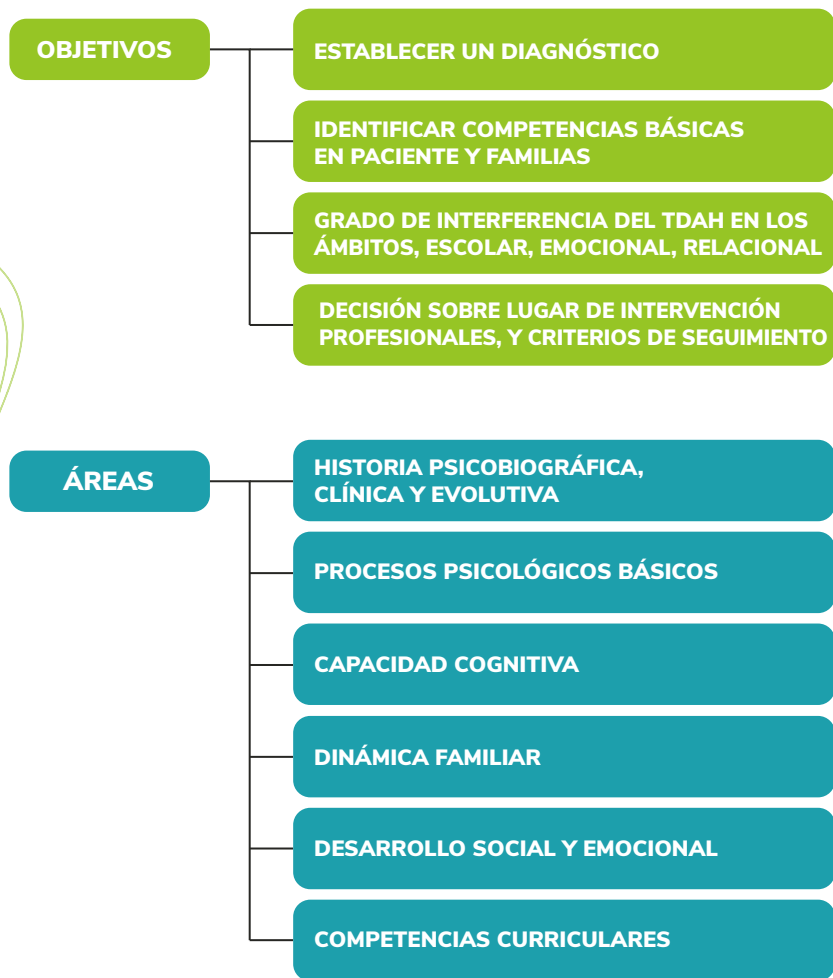 OBJETIVOS
ESTABLECER UN DIAGNÓSTICO
IDENTIFICAR COMPETENCIAS BÁSICAS
EN PACIENTE Y FAMILIAS
GRADO DE INTERFERENCIA DEL TDAH EN LOS
ÁMBITOS, ESCOLAR, EMOCIONAL, RELACIONAL
DECISIÓN SOBRE LUGAR DE INTERVENCIÓN
PROFESIONALES, Y CRITERIOS DE SEGUIMIENTO
ÁREAS
HISTORIA PSICOBIOGRÁFICA,
CLÍNICA Y EVOLUTIVA
PROCESOS PSICOLÓGICOS BÁSICOS
CAPACIDAD COGNITIVA
DINÁMICA FAMILIAR
DESARROLLO SOCIAL Y EMOCIONAL
COMPETENCIAS CURRICULARES